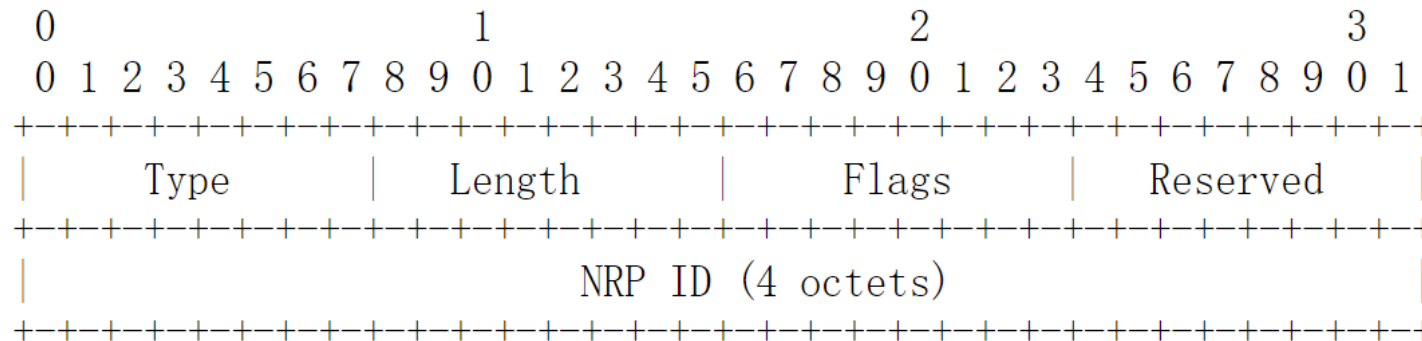 0                   1                   2                   3
0 1 2 3 4 5 6 7 8 9 0 1 2 3 4 5 6 7 8 9 0 1 2 3 4 5 6 7 8 9 0 1
+-+-+-+-+-+-+-+-+-+-+-+-+-+-+-+-+-+-+-+-+-+-+-+-+-+-+-+-+-+-+-+-+
| Type | Length | Flags | Reserved |
+-+-+-+-+-+-+-+-+-+-+-+-+-+-+-+-+-+-+-+-+-+-+-+-+-+-+-+-+-+-+-+-+
| NRP ID (4 octets) |
+-+-+-+-+-+-+-+-+-+-+-+-+-+-+-+-+-+-+-+-+-+-+-+-+-+-+-+-+-+-+-+-+